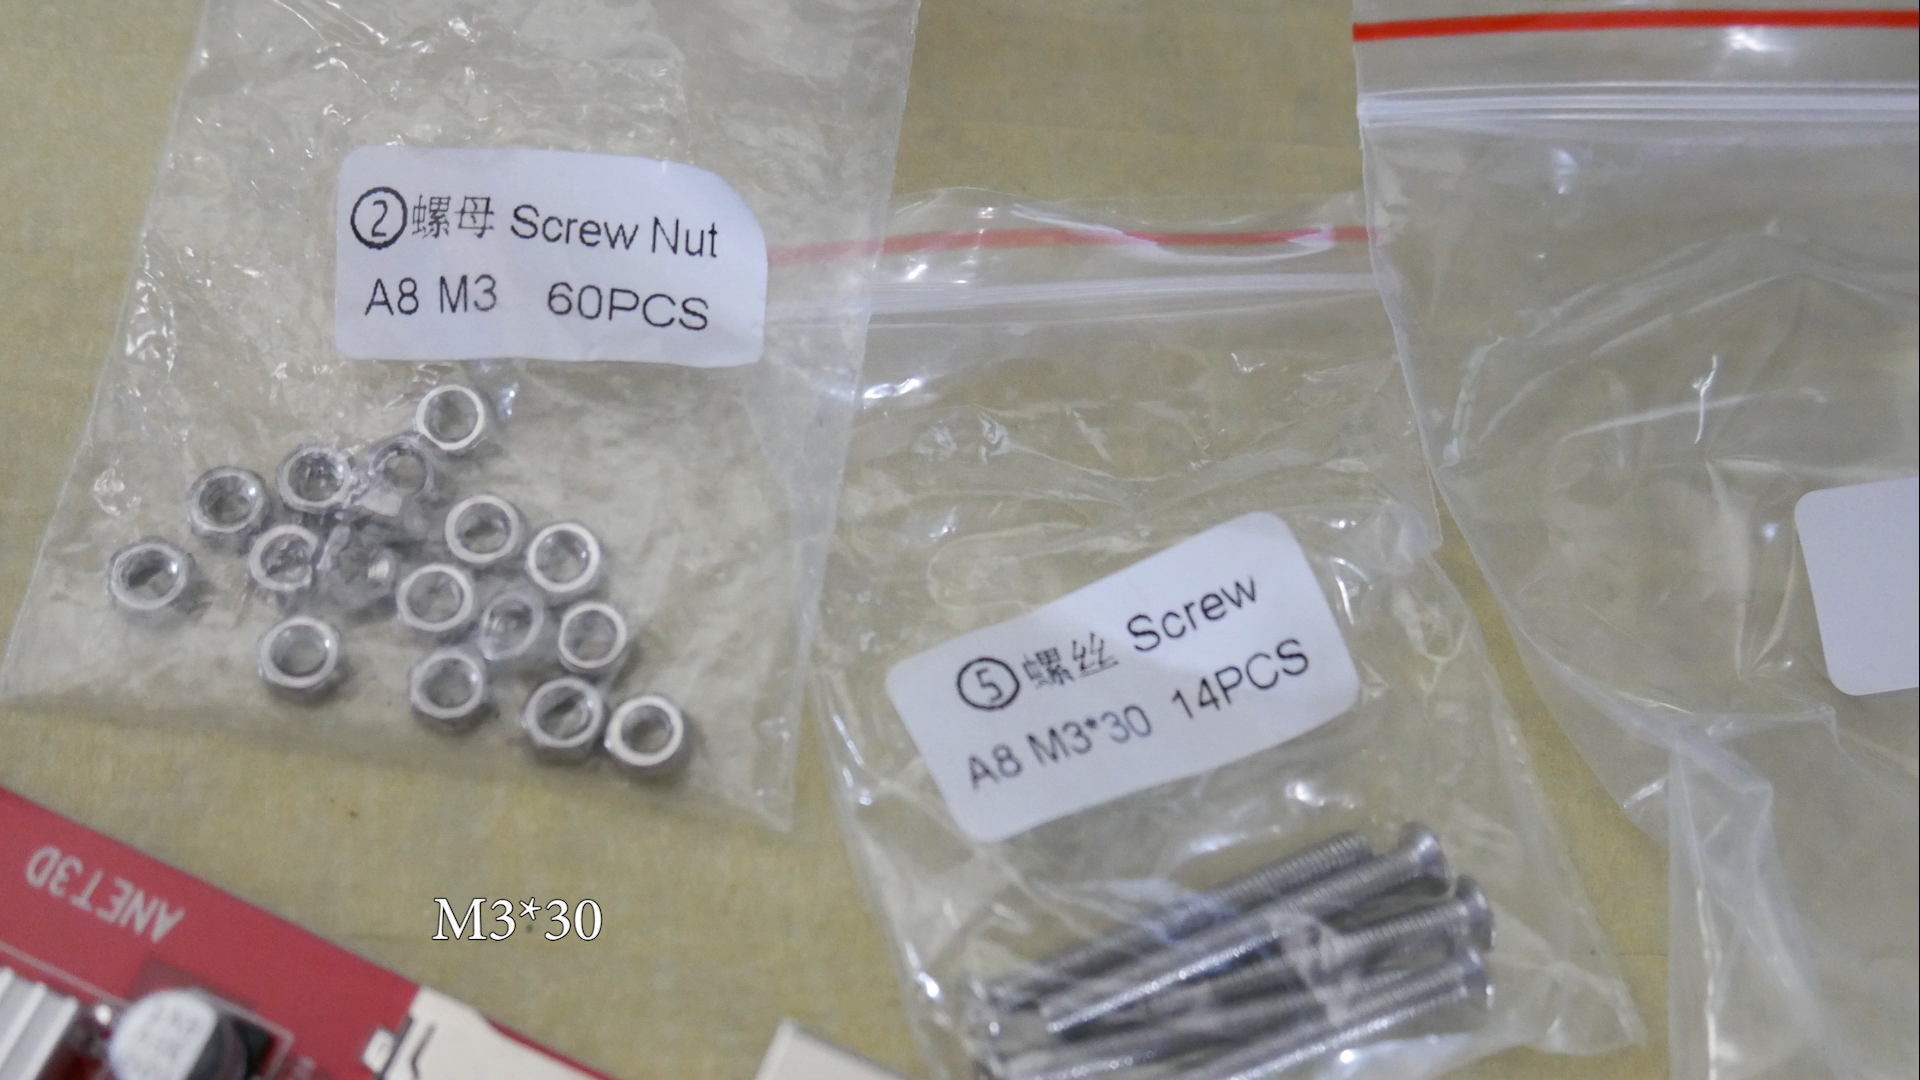 ②螺母 Screw Nut
A8 M3 60PCS
⑤螺丝 Screw
A8 M3*30 14PCS
ANET3D
M3*30